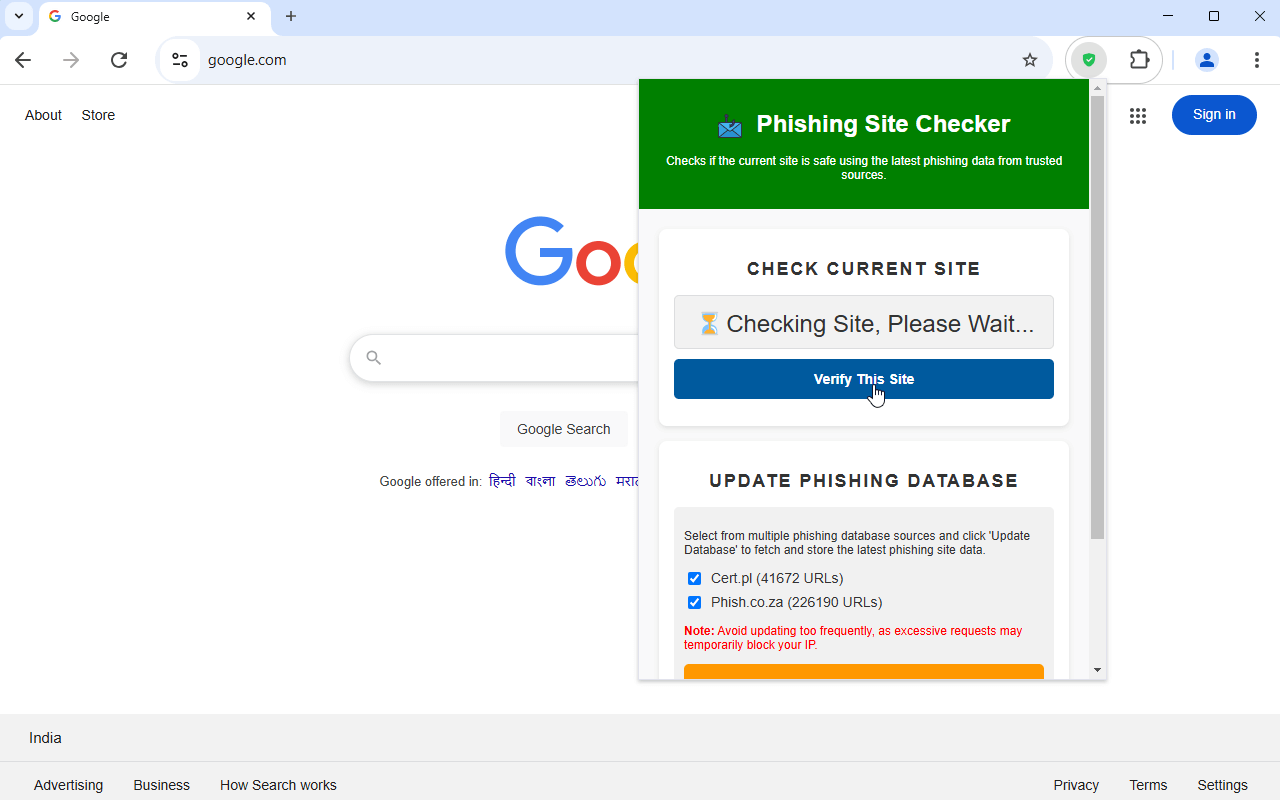 Google
google.com
About Store
Sign in
Phishing Site Checker
Checks if the current site is safe using the latest phishing data from trusted
sources.
Goo
CHECK CURRENT SITE
Checking Site, Please Wait...
Verify This Site
Google Search
Google offered in: हिन्दी বাংলা తెలుగు
UPDATE PHISHING DATABASE
Select from multiple phishing database sources and click 'Update
Database' to fetch and store the latest phishing site data.
Cert.pl (41672 URLs)
Phish.co.za (226190 URLs)
Note: Avoid updating too frequently, as excessive requests may
temporarily block your IP.
India
Advertising Business How Search works
Privacy Terms Settings